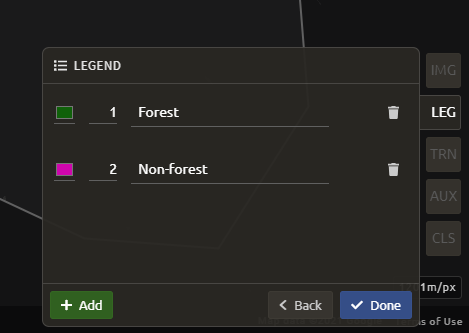 LEGEND
IMG
1 Forest
LEG
TRN
2 Non-forest
AUX
CLS
1m/px
+ Add
Back
Done
of Use